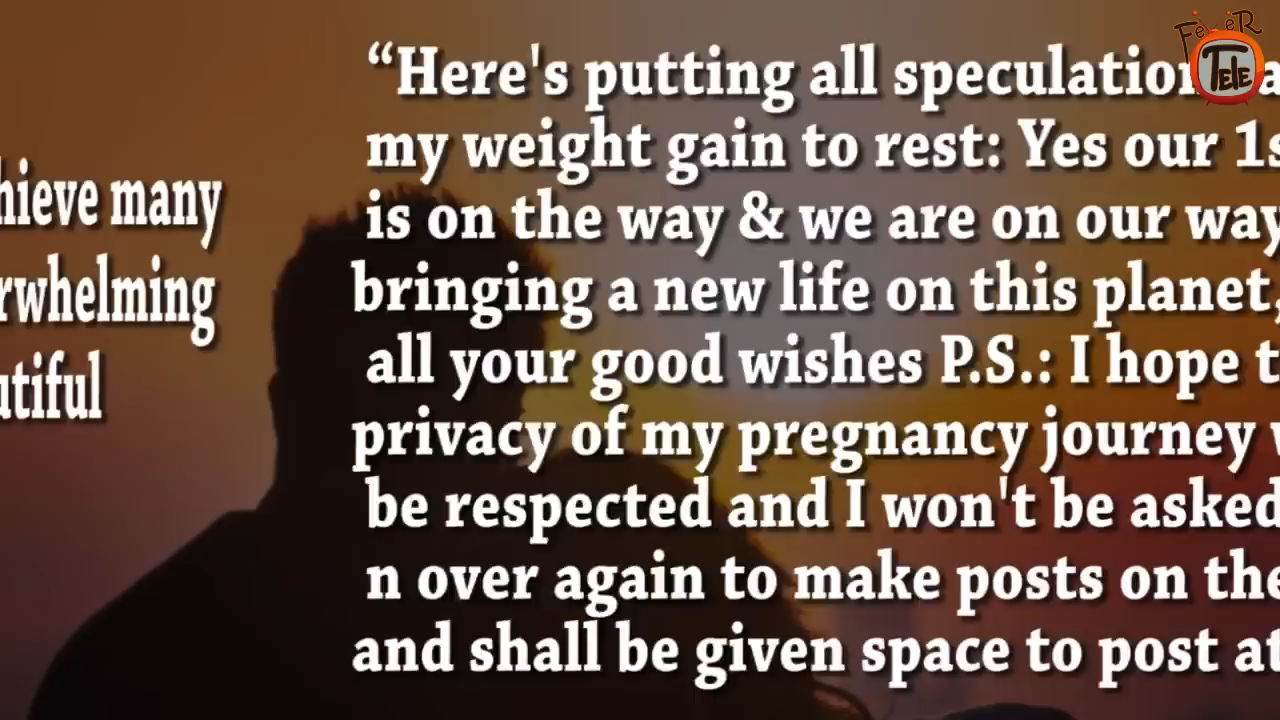 FeVeR
TeLe
hieve many
rwhelming
utiful
“Here's putting all speculation a
my weight gain to rest: Yes our 1s
is on the way & we are on our way
bringing a new life on this planet,
all your good wishes P.S.: I hope t
privacy of my pregnancy journey
be respected and I won't be asked
n over again to make posts on the
and shall be given space to post at